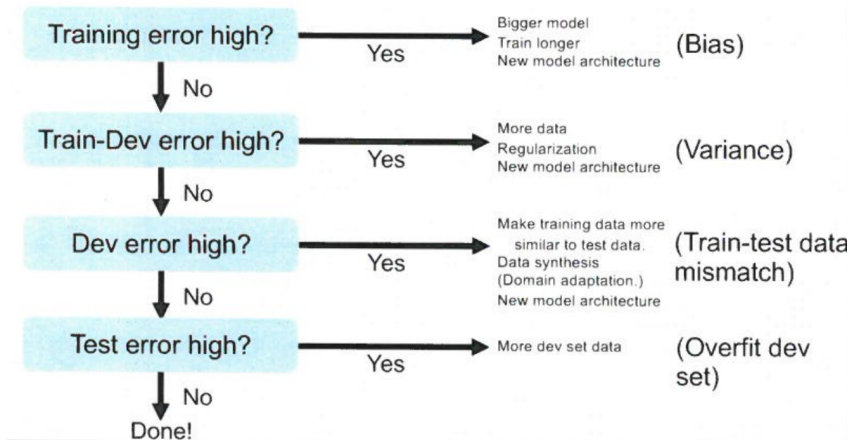 Training error high?
Yes
Bigger model
Train longer
New model architecture
(Bias)
No
Train-Dev error high?
Yes
More data
Regularization
New model architecture
(Variance)
No
Dev error high?
Yes
Make training data more
similar to test data.
Data synthesis
(Domain adaptation.)
New model architecture
(Train-test data
mismatch)
No
Test error high?
Yes
More dev set data
(Overfit dev
set)
No
Done!